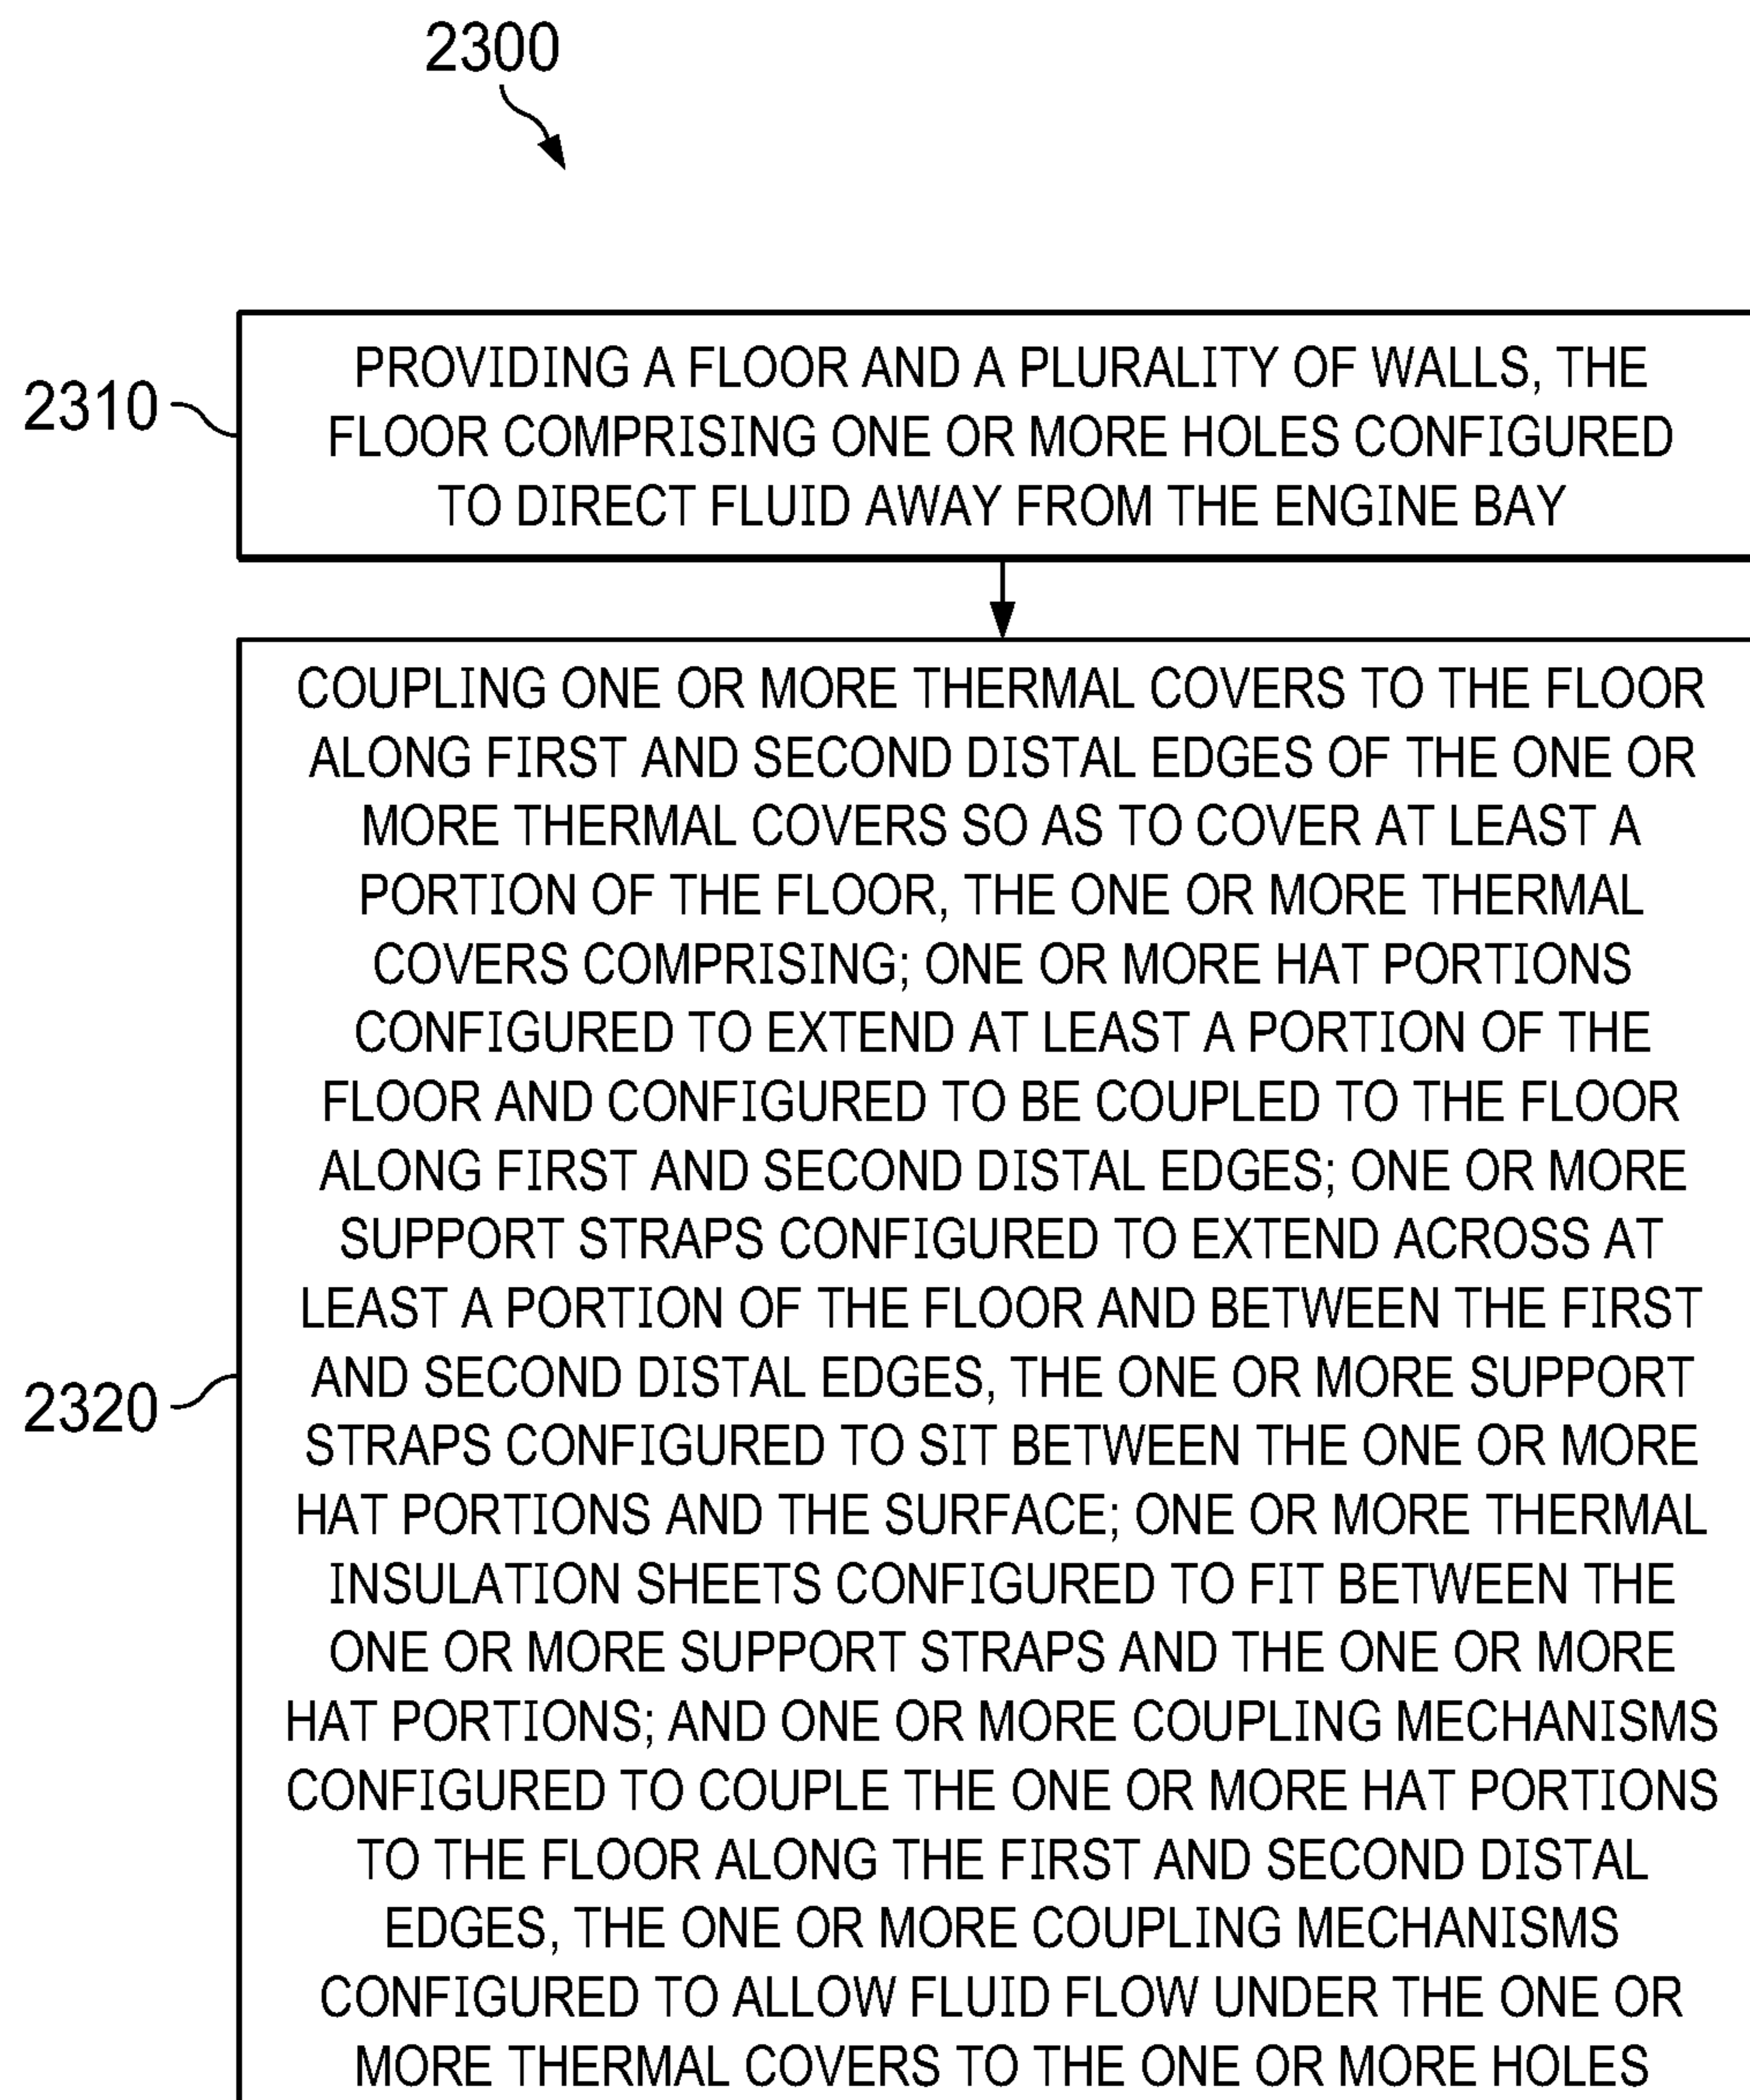 2300
2310
PROVIDING A FLOOR AND A PLURALITY OF WALLS, THE
FLOOR COMPRISING ONE OR MORE HOLES CONFIGURED
TO DIRECT FLUID AWAY FROM THE ENGINE BAY
2320
COUPLING ONE OR MORE THERMAL COVERS TO THE FLOOR
ALONG FIRST AND SECOND DISTAL EDGES OF THE ONE OR
MORE THERMAL COVERS SO AS TO COVER AT LEAST A
PORTION OF THE FLOOR, THE ONE OR MORE THERMAL
COVERS COMPRISING; ONE OR MORE HAT PORTIONS
CONFIGURED TO EXTEND AT LEAST A PORTION OF THE
FLOOR AND CONFIGURED TO BE COUPLED TO THE FLOOR
ALONG FIRST AND SECOND DISTAL EDGES; ONE OR MORE
SUPPORT STRAPS CONFIGURED TO EXTEND ACROSS AT
LEAST A PORTION OF THE FLOOR AND BETWEEN THE FIRST
AND SECOND DISTAL EDGES, THE ONE OR MORE SUPPORT
STRAPS CONFIGURED TO SIT BETWEEN THE ONE OR MORE
HAT PORTIONS AND THE SURFACE; ONE OR MORE THERMAL
INSULATION SHEETS CONFIGURED TO FIT BETWEEN THE
ONE OR MORE SUPPORT STRAPS AND THE ONE OR MORE
HAT PORTIONS; AND ONE OR MORE COUPLING MECHANISMS
CONFIGURED TO COUPLE THE ONE OR MORE HAT PORTIONS
TO THE FLOOR ALONG THE FIRST AND SECOND DISTAL
EDGES, THE ONE OR MORE COUPLING MECHANISMS
CONFIGURED TO ALLOW FLUID FLOW UNDER THE ONE OR
MORE THERMAL COVERS TO THE ONE OR MORE HOLES